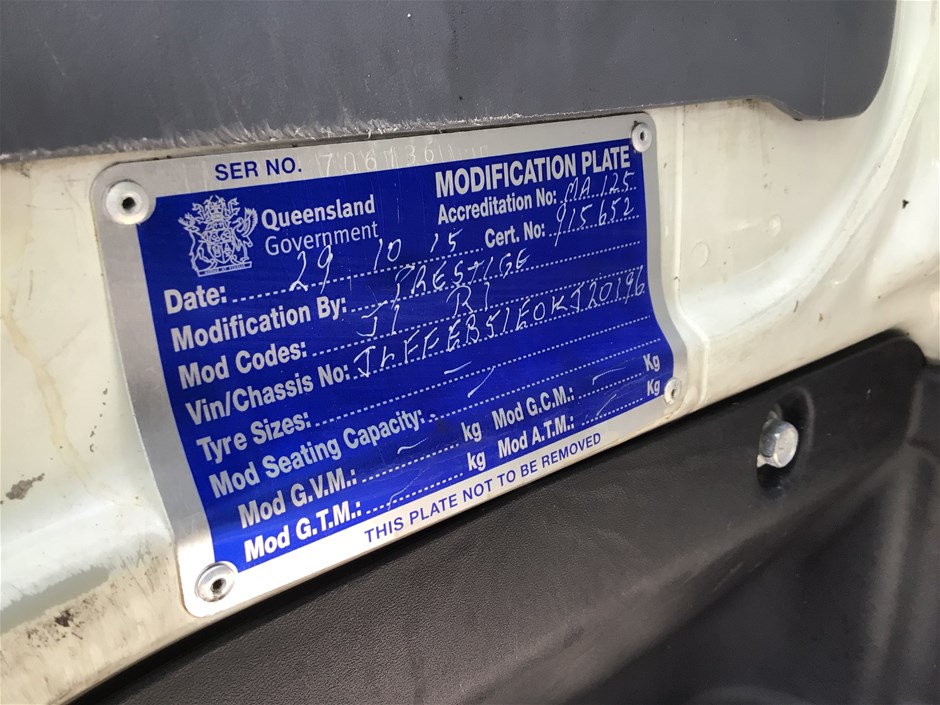 SER NO. 7061136
Queensland Government
MODIFICATION PLATE
Accreditation No: MA 125
Cert. No: 915652
Date: 29 10 15
Modification By: PRESTIGE
Mod Codes: J1 R1
Vin/Chassis No: JLFFEB51E0KJ20196
Tyre Sizes: –
Mod Seating Capacity: –
Mod G.V.M: – kg Mod G.C.M.: – Kg
Mod G.T.M.: – kg Mod A.T.M.: – Kg
THIS PLATE NOT TO BE REMOVED